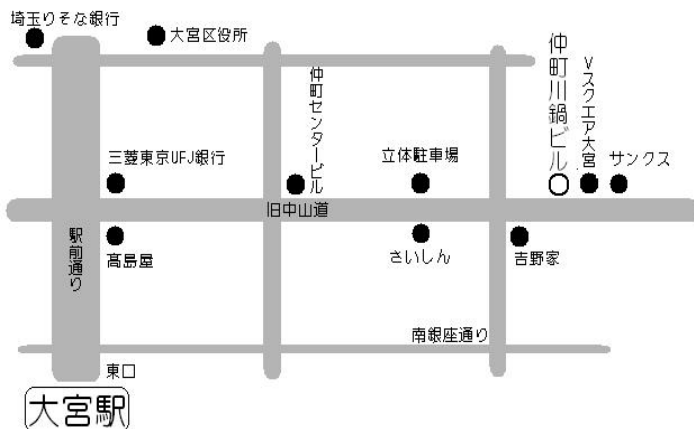 埼玉りそな銀行
大宮区役所
仲町センタービル
仲町川鍋ビル
Vスクエア大宮
三菱東京UFJ銀行
立体駐車場
サンクス
旧中山道
駅前通り
髙島屋
さいしん
吉野家
南銀座通り
東口
大宮駅